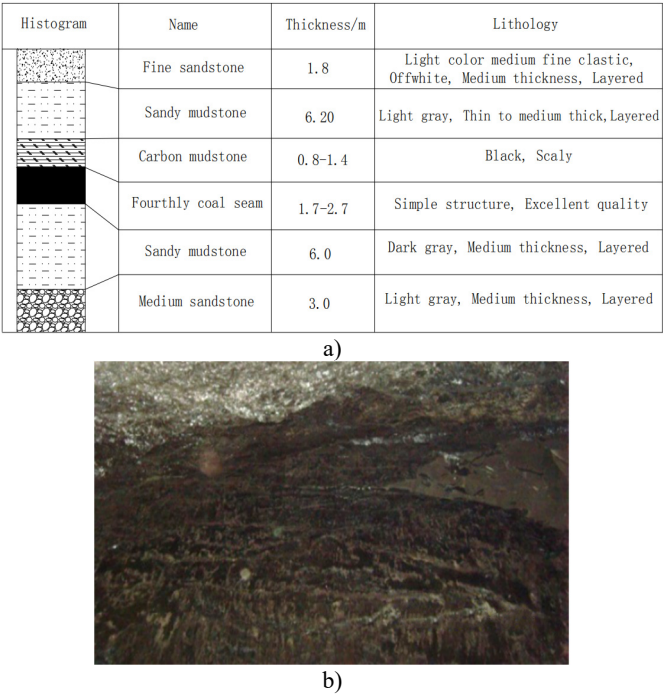 Histogram Name Thickness/m Lithology
Fine sandstone 1.8 Light color medium fine clastic,
Offwhite, Medium thickness, Layered
Sandy mudstone 6.20 Light gray, Thin to medium thick,Layered
Carbon mudstone 0.8-1.4 Black, Scaly
Fourthly coal seam 1.7-2.7 Simple structure, Excellent quality
Sandy mudstone 6.0 Dark gray, Medium thickness, Layered
Medium sandstone 3.0 Light gray, Medium thickness, Layered
a)
b)